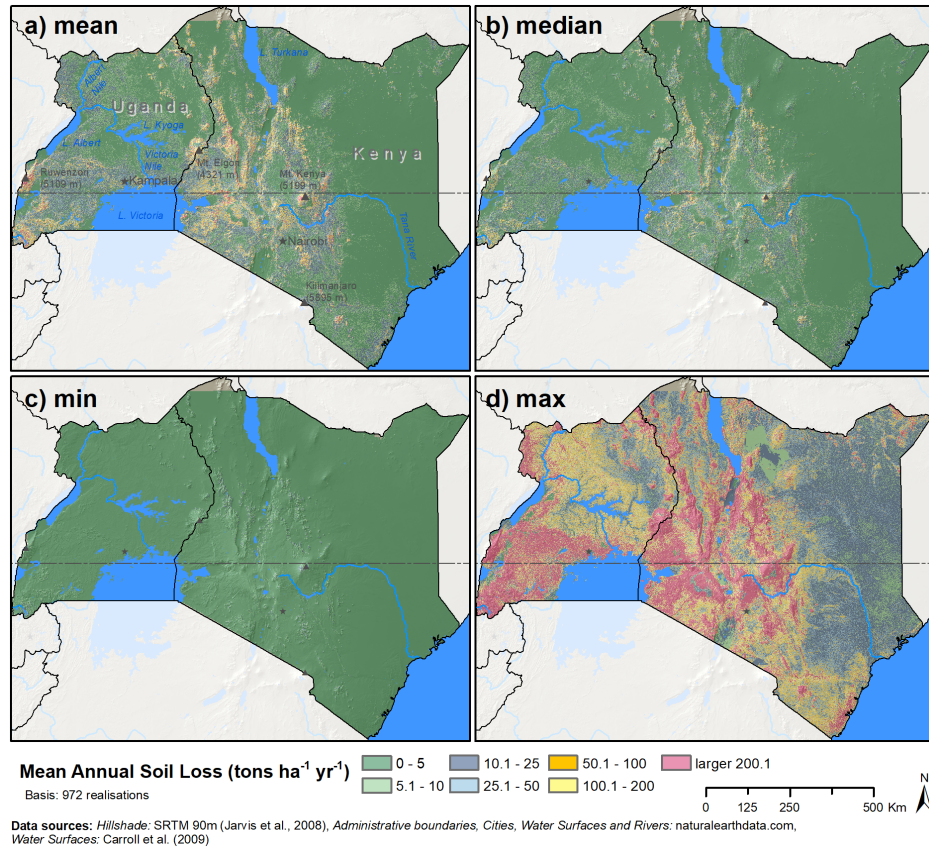 a) mean
b) median
L. Turkana
Albert
Nile
Uganda
L. Kyoga
L. Albert
Victoria
Nile
Kenya
Mt. Elgon
(4321 m)
Ruwenzori
(5109 m)
Kampala
Mt. Kenya
(5199 m)
L. Victoria
Tana River
Nairobi
Kilimanjaro
(5895 m)
c) min
d) max
Mean Annual Soil Loss (tons ha-1 yr-1)
Basis: 972 realisations
0 - 5
10.1 - 25
50.1 - 100
larger 200.1
5.1 - 10
25.1 - 50
100.1 - 200
N
0 125 250 500 Km
Data sources: Hillshade: SRTM 90m (Jarvis et al., 2008), Administrative boundaries, Cities, Water Surfaces and Rivers: naturalearthdata.com,
Water Surfaces: Carroll et al. (2009)